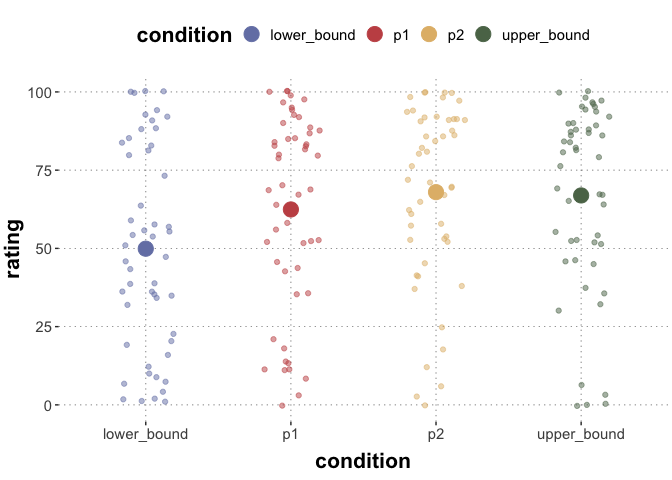 condition lower_bound p1 p2 upper_bound
100
75
50
25
0
rating
lower_bound p1 p2 upper_bound
condition